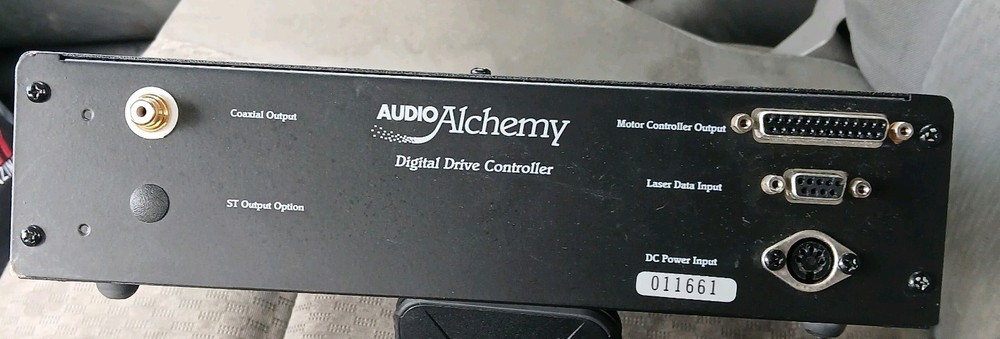 AUDIO Alchemy
Digital Drive Controller
Coaxial Output
ST Output Option
Motor Controller Output
Laser Data Input
DC Power Input
011661